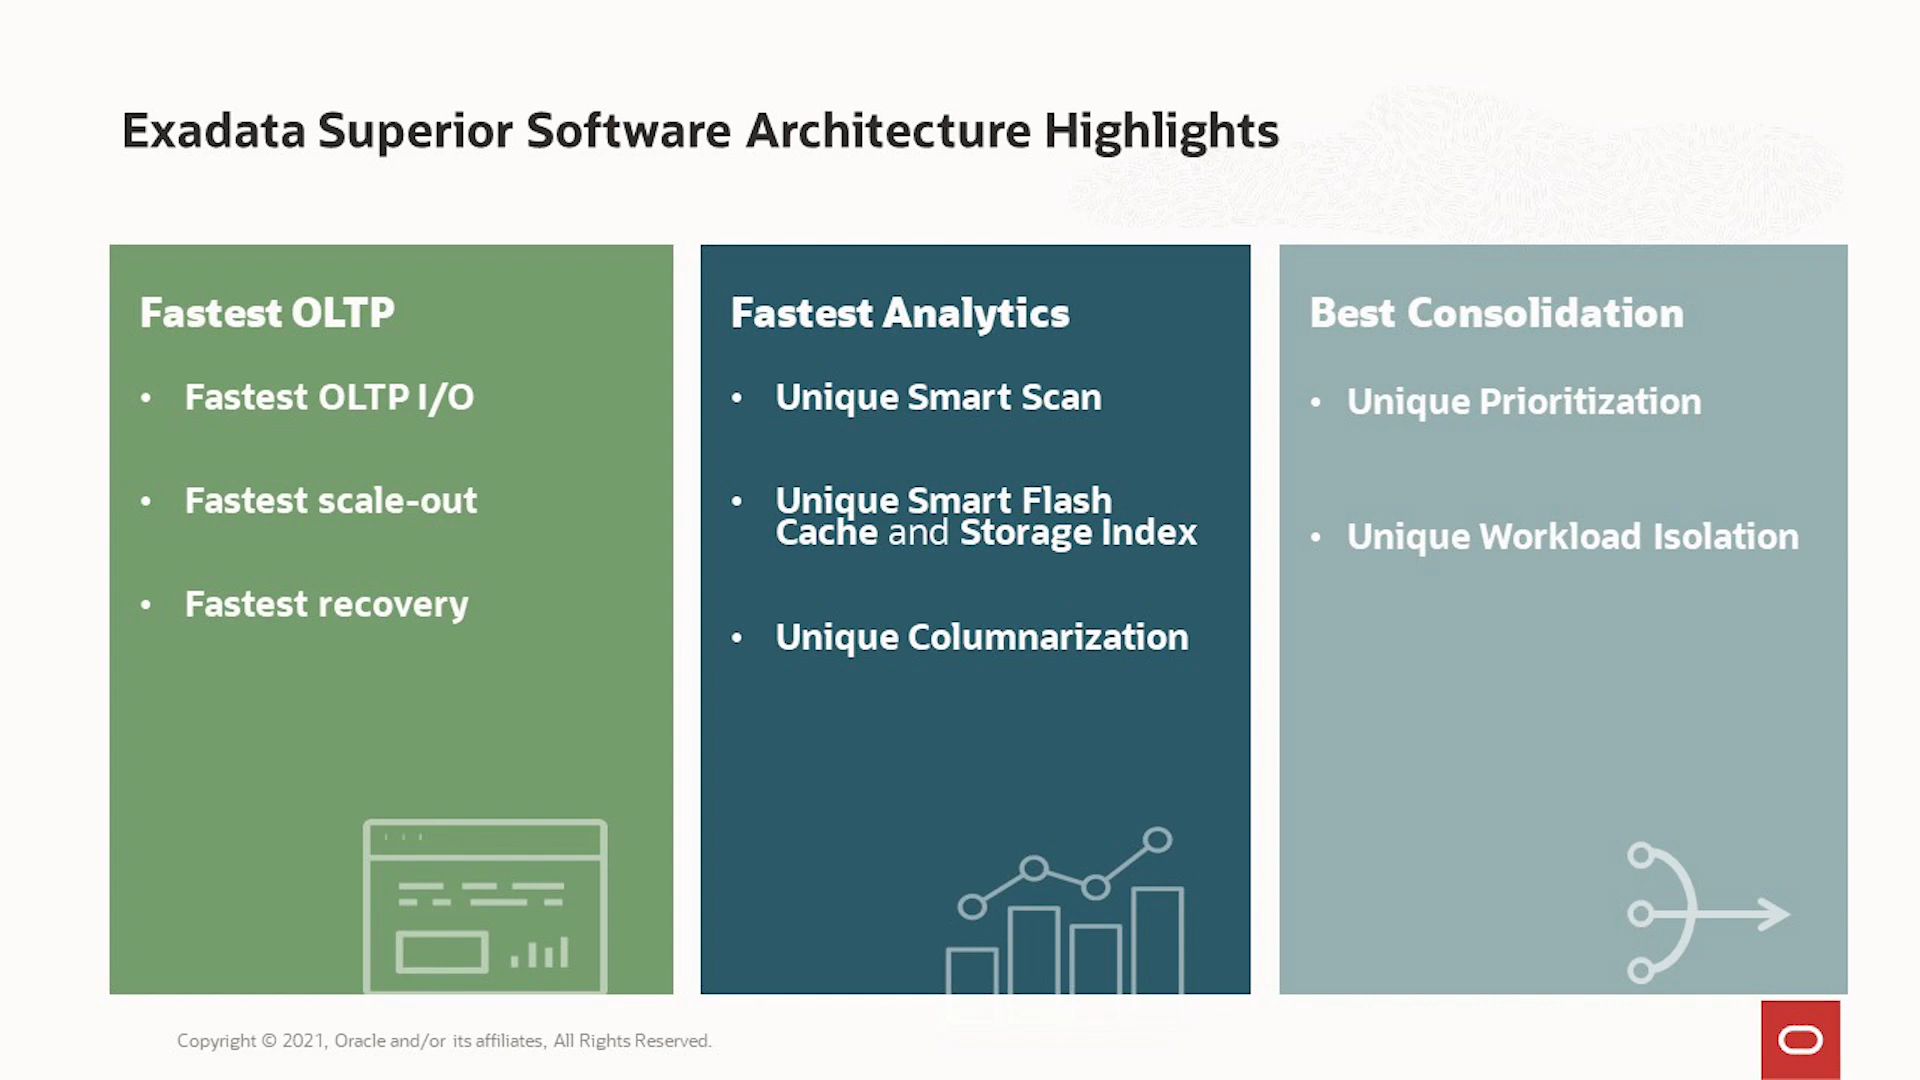 Exadata Superior Software Architecture Highlights
Fastest OLTP
• Fastest OLTP I/O
• Fastest scale-out
• Fastest recovery
Fastest Analytics
• Unique Smart Scan
• Unique Smart Flash
Cache and Storage Index
• Unique Columnarization
Best Consolidation
• Unique Prioritization
• Unique Workload Isolation
Copyright © 2021, Oracle and/or its affiliates, All Rights Reserved.